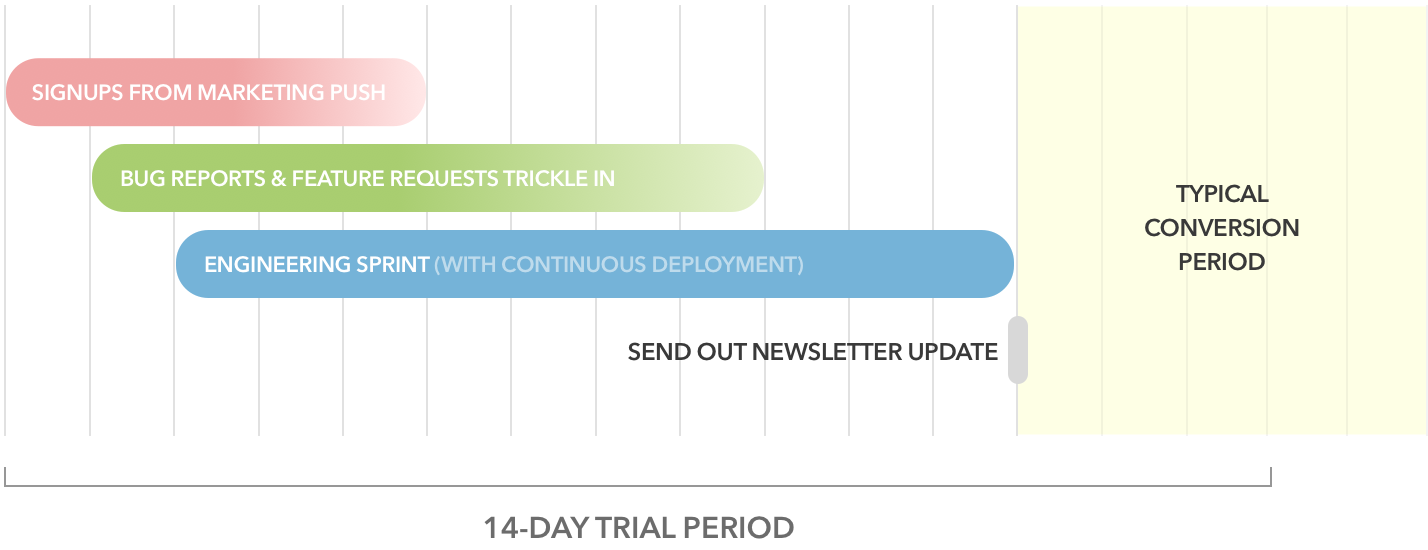 SIGNUPS FROM MARKETING PUSH
BUG REPORTS & FEATURE REQUESTS TRICKLE IN
ENGINEERING SPRINT (WITH CONTINUOUS DEPLOYMENT)
SEND OUT NEWSLETTER UPDATE
TYPICAL
CONVERSION
PERIOD
14-DAY TRIAL PERIOD